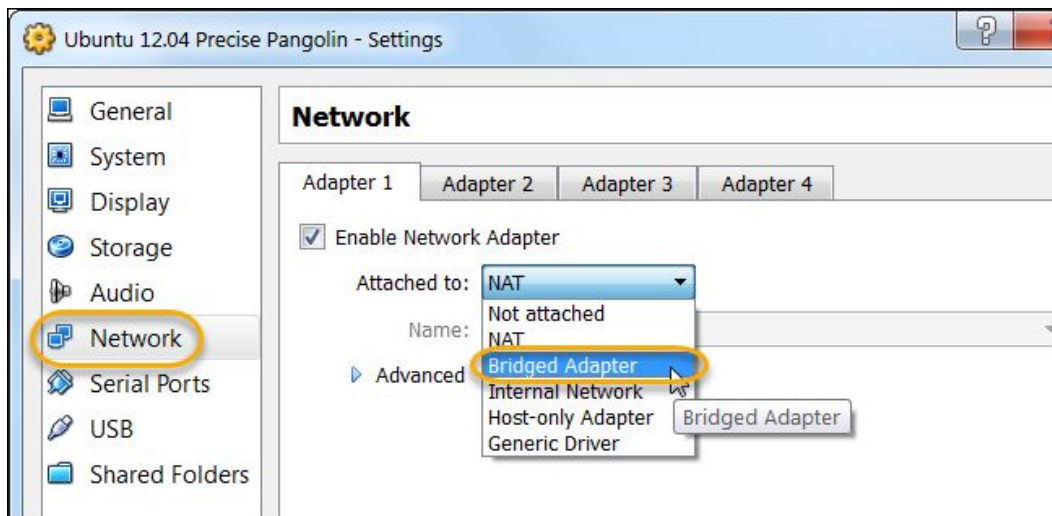 Ubuntu 12.04 Precise Pangolin - Settings
General
System
Display
Storage
Audio
Network
Serial Ports
USB
Shared Folders
Network
Adapter 1 Adapter 2 Adapter 3 Adapter 4
Enable Network Adapter
Attached to: NAT
Not attached
Name:
NAT
Bridged Adapter
Advanced
Internal Network
Host-only Adapter
Bridged Adapter
Generic Driver